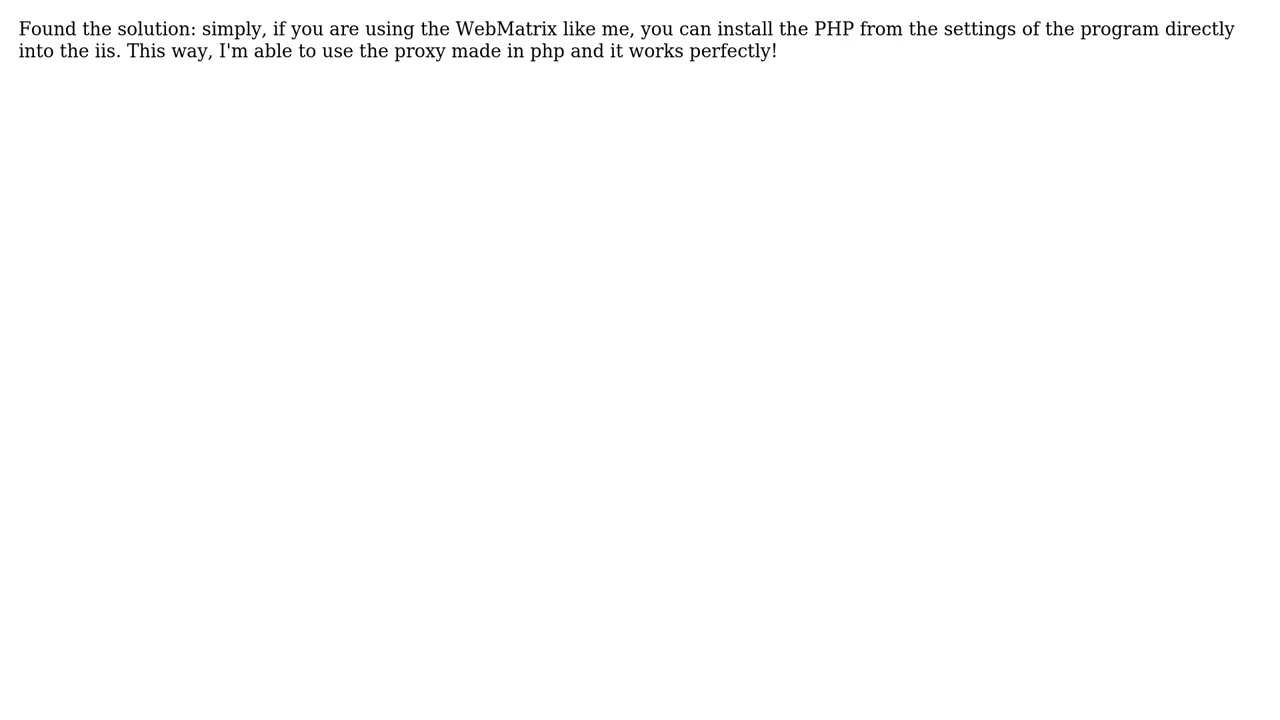 Found the solution: simply, if you are using the WebMatrix like me, you can install the PHP from the settings of the program directly
into the iis. This way, I'm able to use the proxy made in php and it works perfectly!